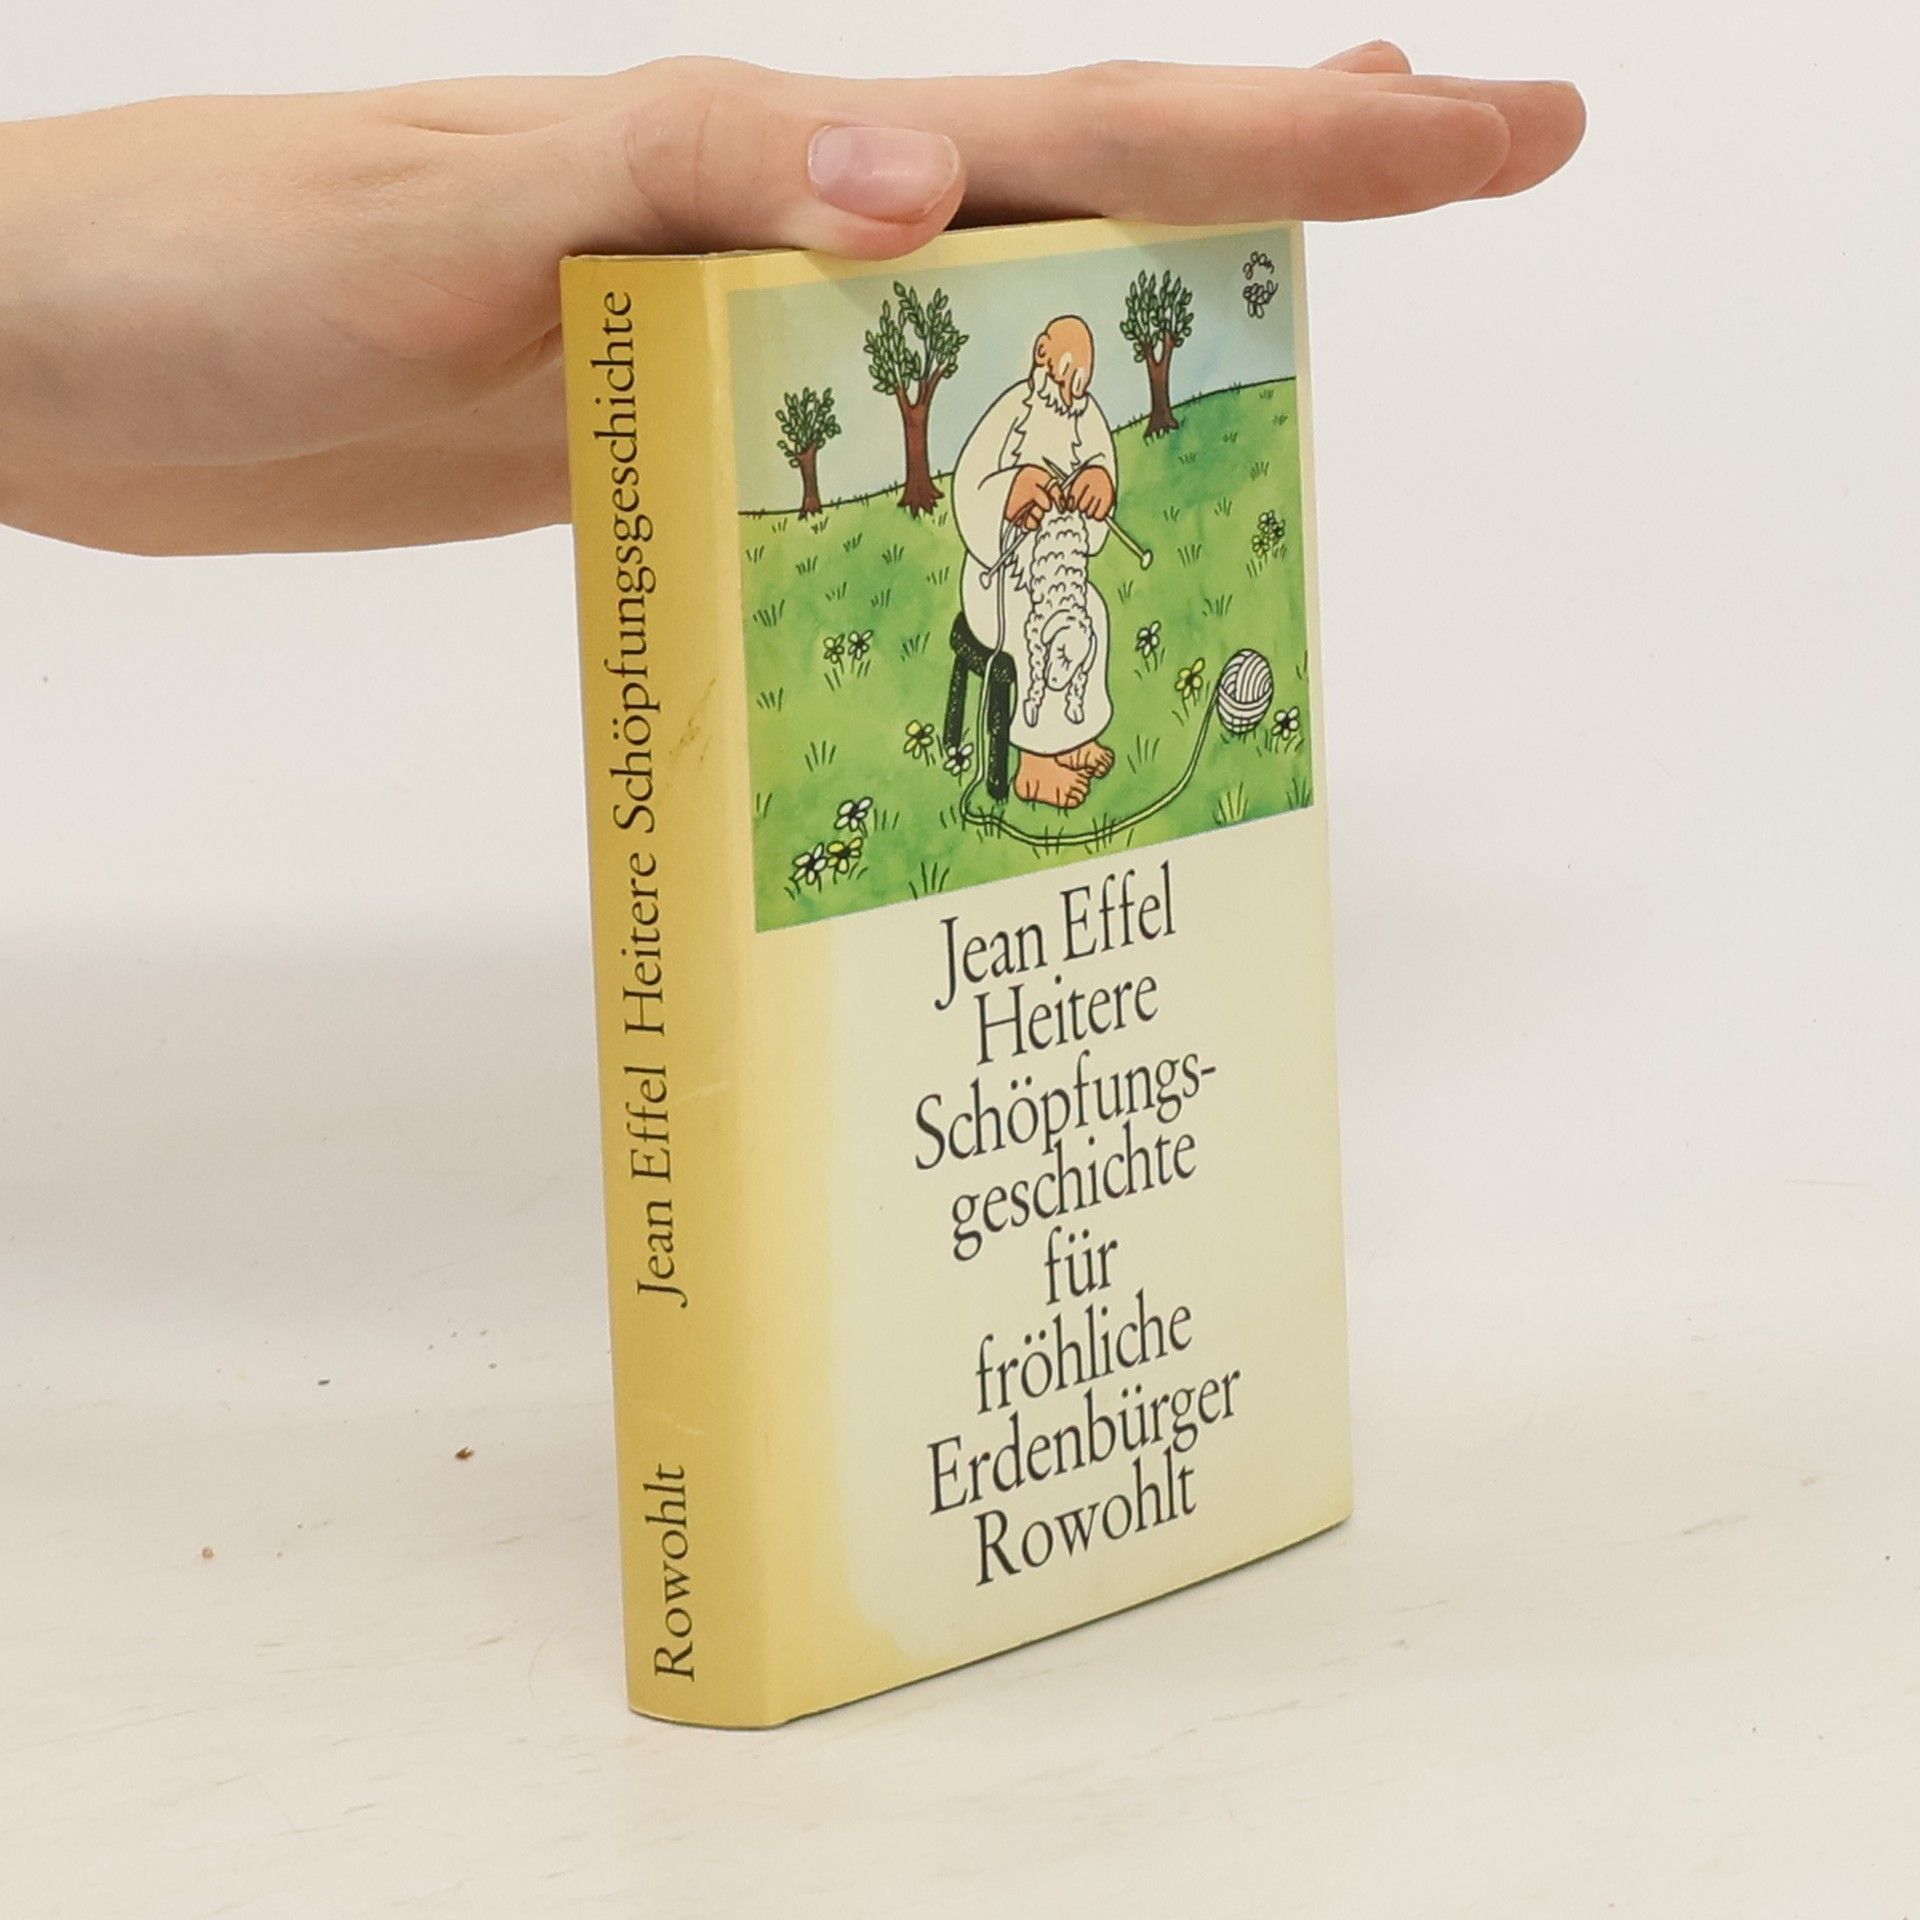 Jean Effel Heitere Schöpfungsgeschichte
Rowohlt
Jean Effel
Heitere
Schöpfungs-
geschichte
für
fröhliche
Erdenbürger
Rowohlt